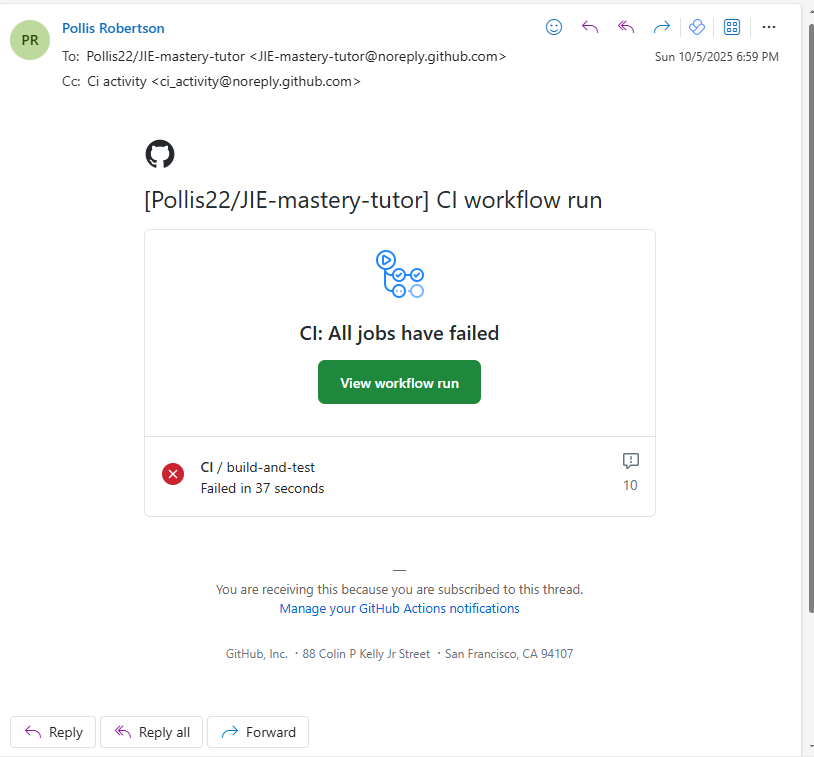 PR
Pollis Robertson
To: Pollis22/JIE-mastery-tutor <JIE-mastery-tutor@noreply.github.com>
Sun 10/5/2025 6:59 PM
Cc: Ci activity <ci_activity@noreply.github.com>
[Pollis22/JIE-mastery-tutor] CI workflow run
CI: All jobs have failed
View workflow run
CI / build-and-test
Failed in 37 seconds
10
—
You are receiving this because you are subscribed to this thread.
Manage your GitHub Actions notifications
GitHub, Inc. ・88 Colin P Kelly Jr Street ・San Francisco, CA 94107
Reply
Reply all
Forward